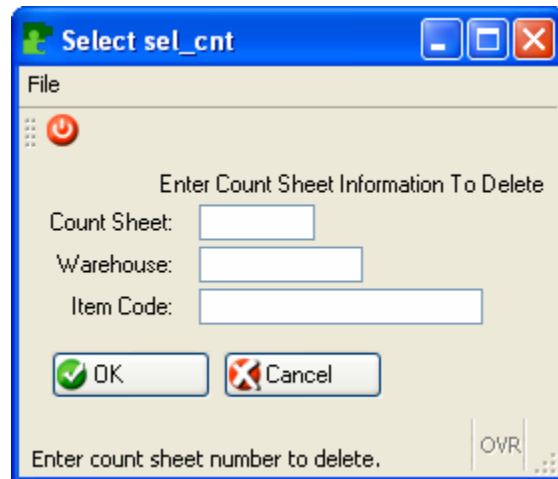 Select sel_cnt
File
Enter Count Sheet Information To Delete
Count Sheet:
Warehouse:
Item Code:
OK Cancel
OVR
Enter count sheet number to delete.